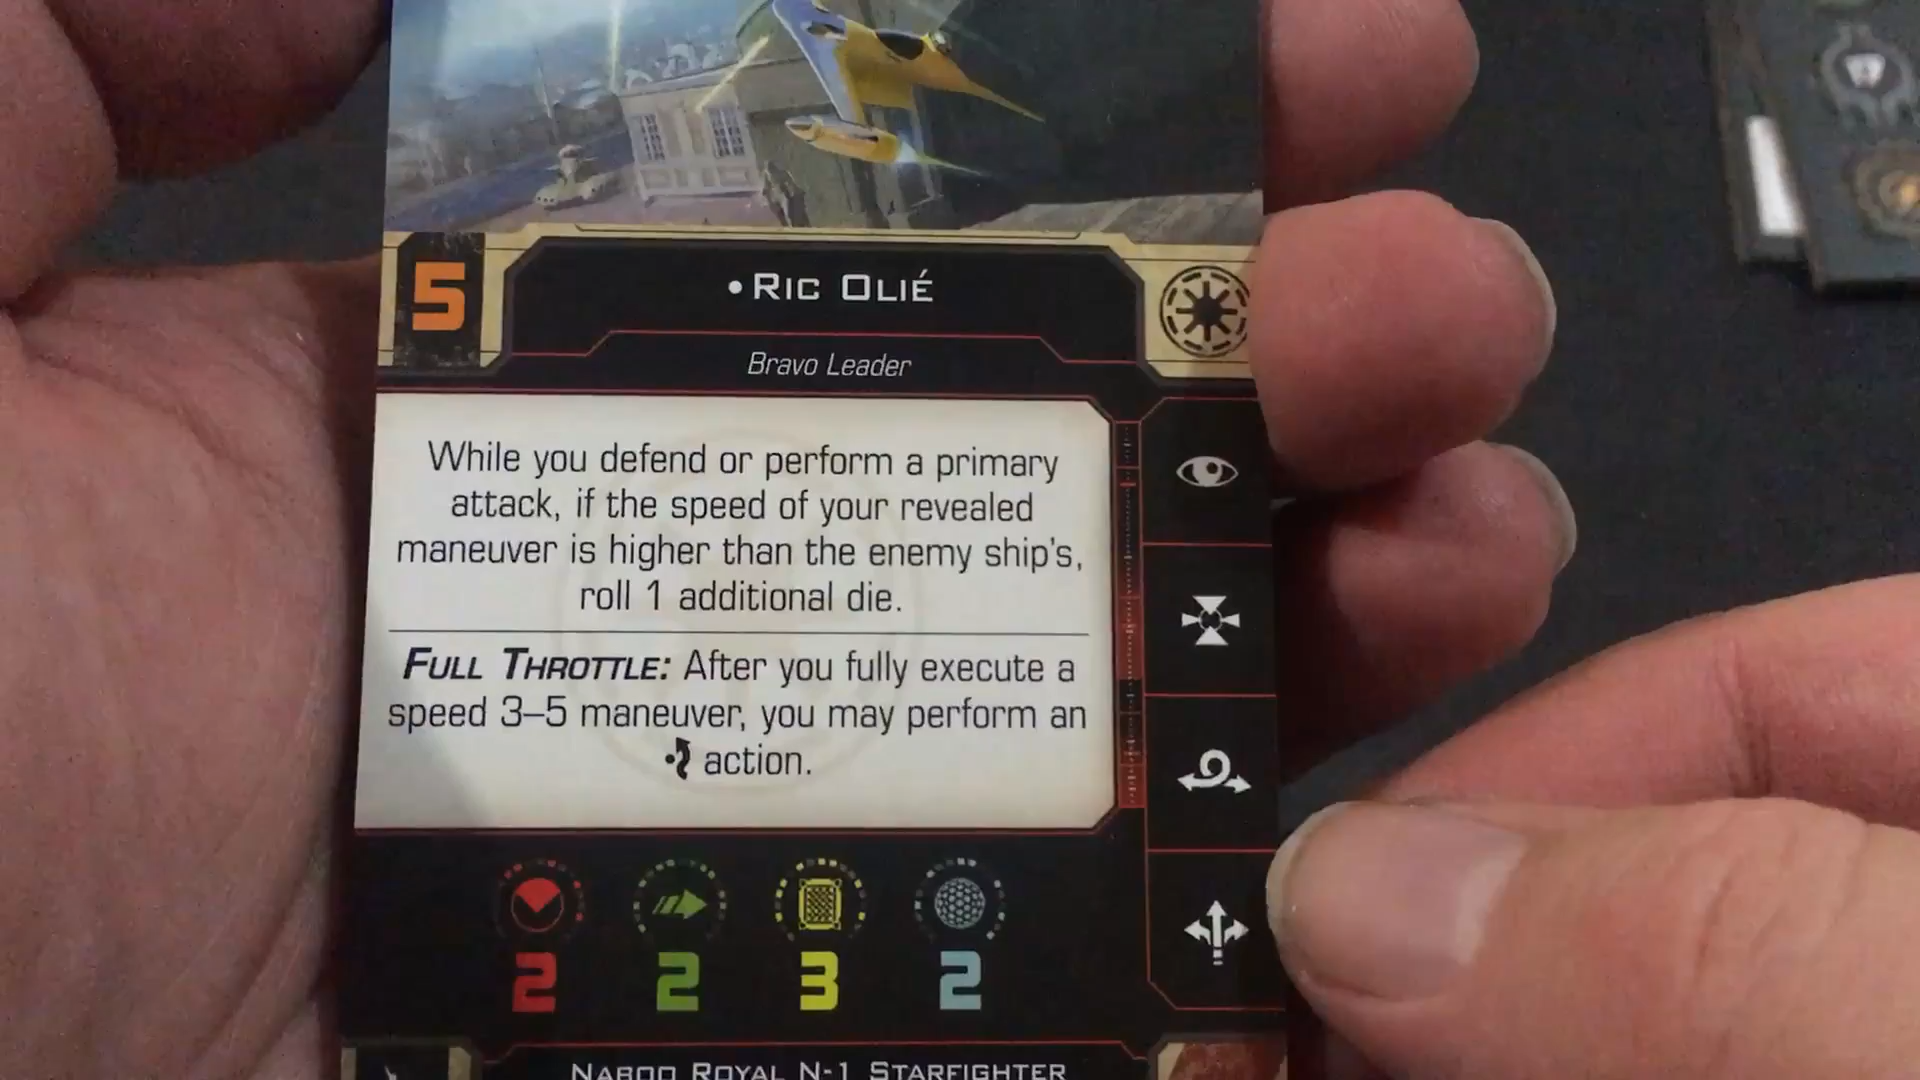 5
•Ric Olié
Bravo Leader
While you defend or perform a primary
attack, if the speed of your revealed
maneuver is higher than the enemy ship's,
roll 1 additional die.
Full Throttle: After you fully execute a
speed 3–5 maneuver, you may perform an
action.
2 2 3 2
Naboo Royal N-1 Starfighter